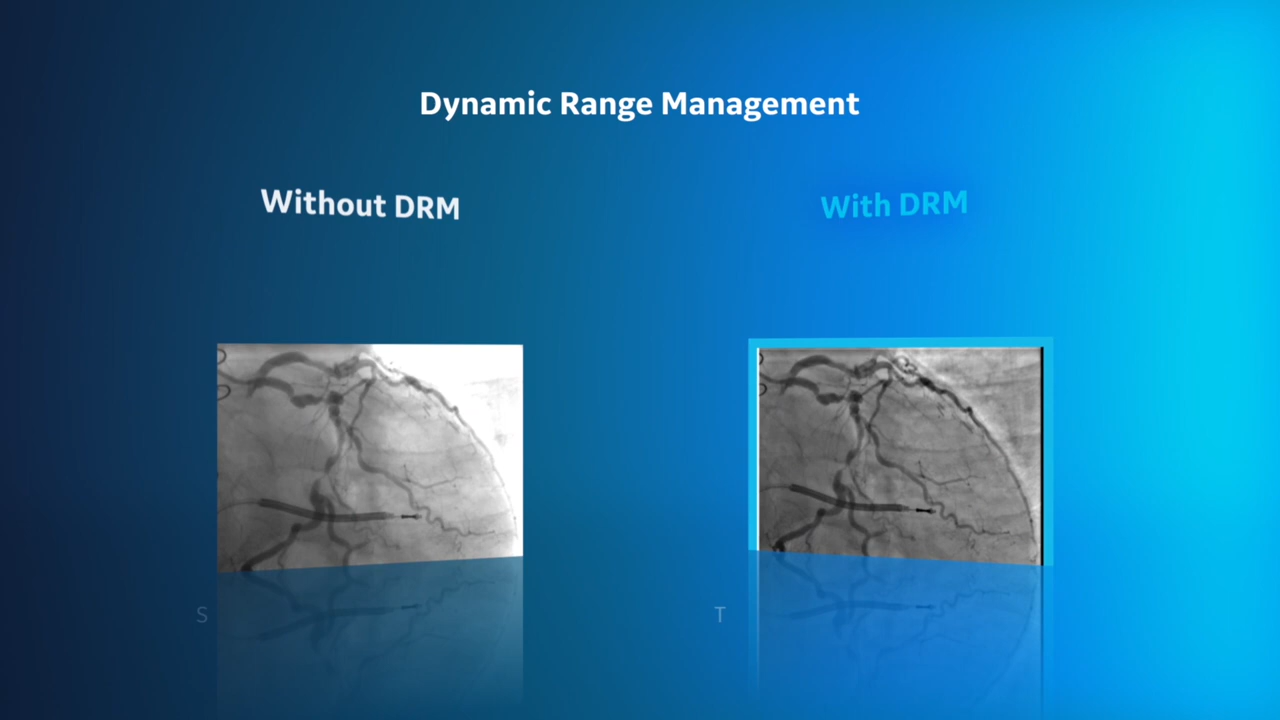 Dynamic Range Management
Without DRM
With DRM
S
T